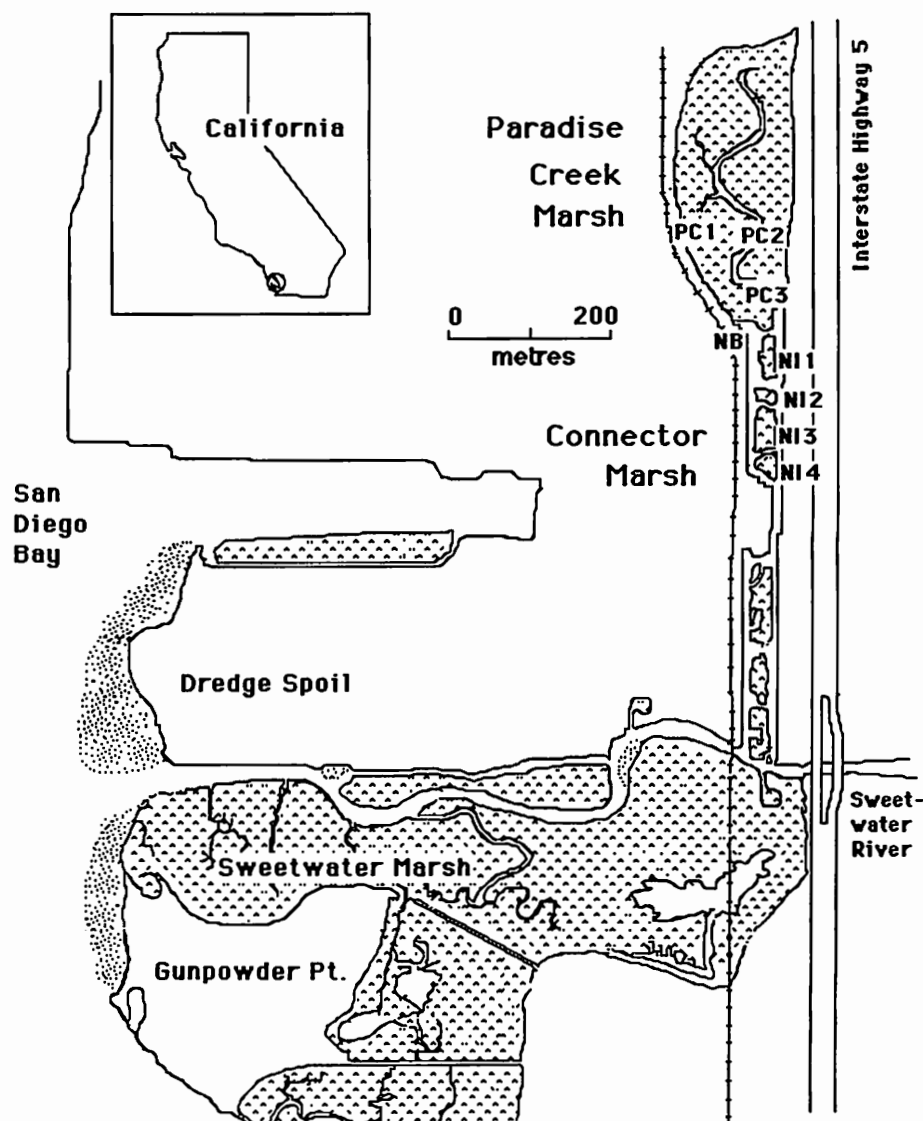 California
Paradise
Creek
Marsh
Interstate Highway 5
PC1
PC2
PC3
0 200
metres
NB
NI1
NI2
NI3
NI4
Connector
Marsh
San
Diego
Bay
Dredge Spoil
Sweet-
water
River
Sweetwater Marsh
Gunpowder Pt.